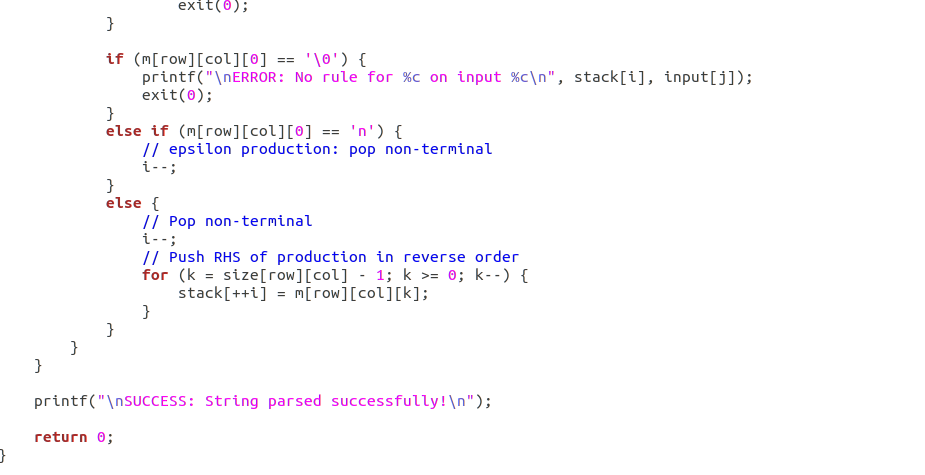 exit(0);
            }

            if (m[row][col][0] == '\0') {
                printf("\nERROR: No rule for %c on input %c\n", stack[i], input[j]);
                exit(0);
            }
            else if (m[row][col][0] == 'n') {
                // epsilon production: pop non-terminal
                i--;
            }
            else {
                // Pop non-terminal
                i--;
                // Push RHS of production in reverse order
                for (k = size[row][col] - 1; k >= 0; k--) {
                    stack[++i] = m[row][col][k];
                }
            }
        }
    }

    printf("\nSUCCESS: String parsed successfully!\n");

    return 0;
}